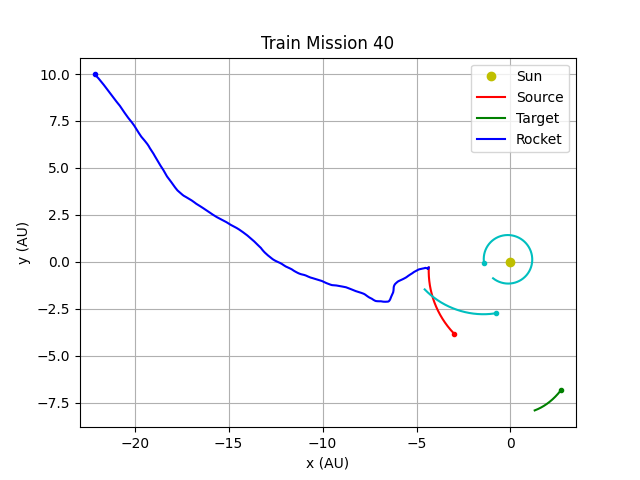 Train Mission 40
Sun
Source
Target
Rocket
10.0
7.5
5.0
2.5
0.0
−2.5
−5.0
−7.5
y (AU)
−20
−15
−10
−5
0
x (AU)